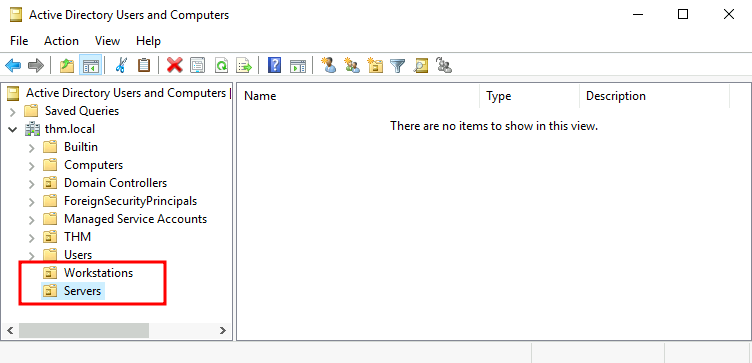 Active Directory Users and Computers
File Action View Help
Active Directory Users and Computers
Saved Queries
thm.local
Builtin
Computers
Domain Controllers
ForeignSecurityPrincipals
Managed Service Accounts
THM
Users
Workstations
Servers
Name Type Description
There are no items to show in this view.